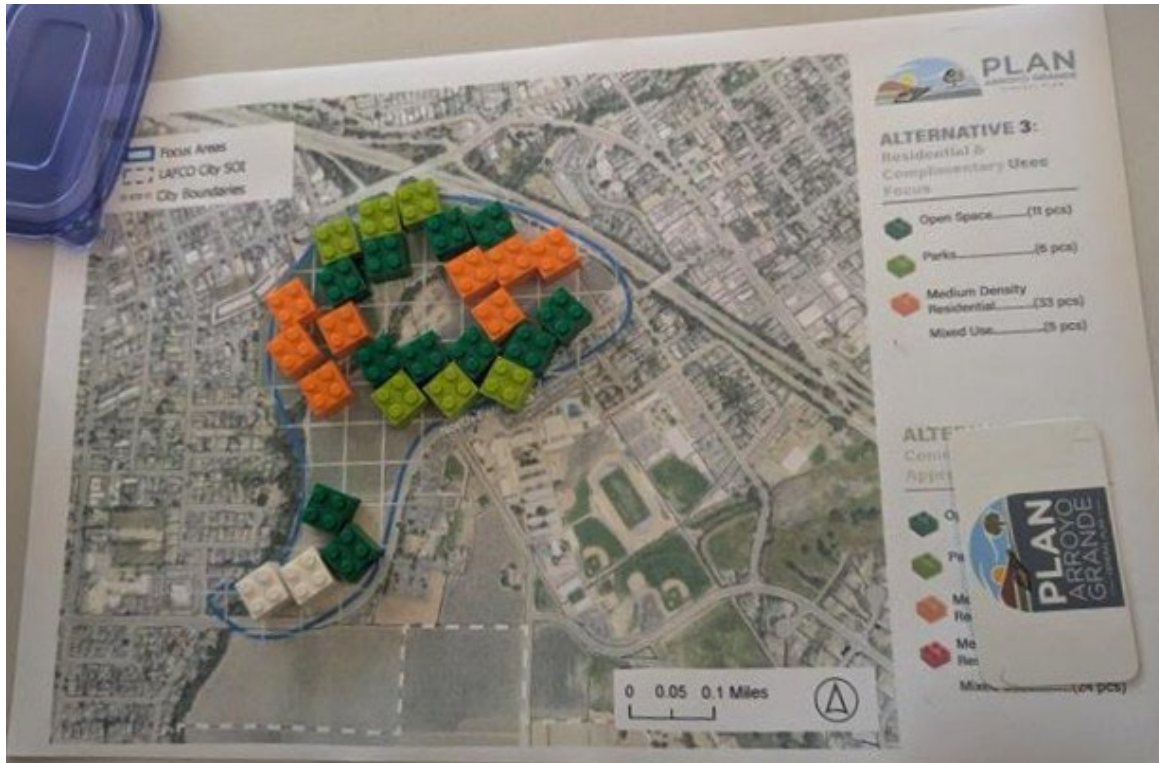 Focus Areas
LAFCO City SOI
City Boundaries
PLAN
ARROYO GRANDE
ALTERNATIVE 3:
Residential &
Complimentary Uses
Focus
Open Space (11 pcs)
Parks (6 pcs)
Medium Density
Residential (33 pcs)
Mixed Use (5 pcs)
ALTE
PLAN
ARROYO
GRANDE
(24 pcs)
0 0.05 0.1 Miles